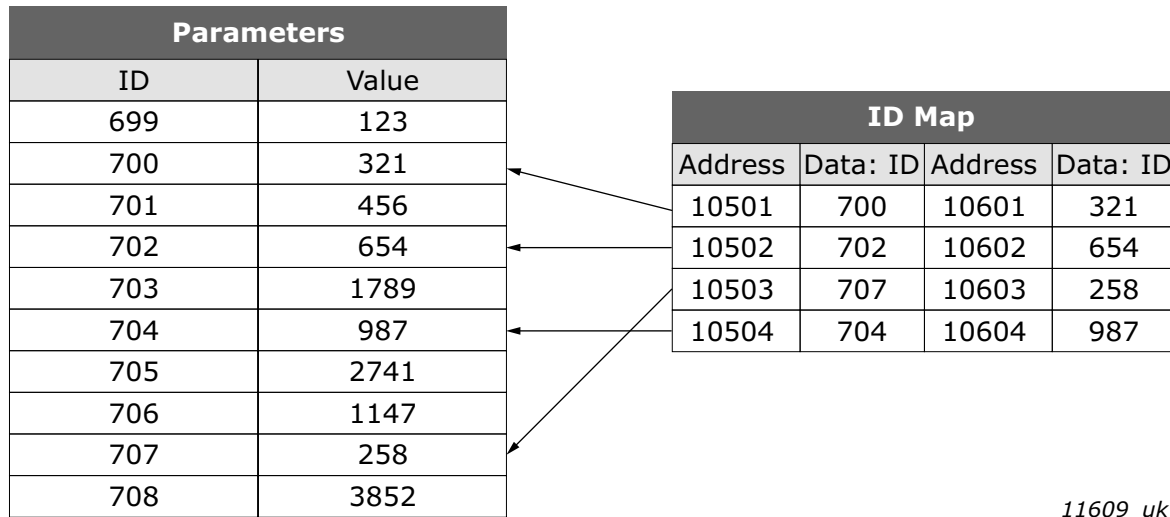 Parameters
ID Value
699 123
700 321
701 456
702 654
703 1789
704 987
705 2741
706 1147
707 258
708 3852
ID Map
Address Data: ID Address Data: ID
10501 700 10601 321
10502 702 10602 654
10503 707 10603 258
10504 704 10604 987
11609_uk